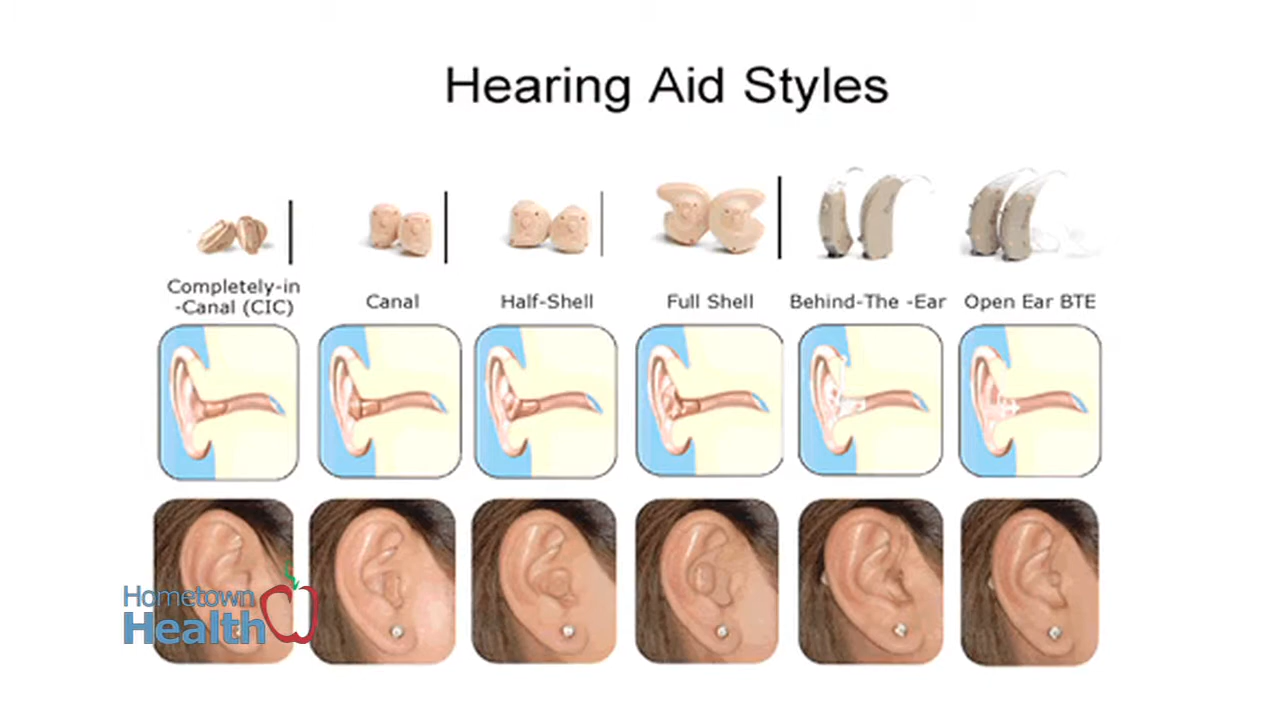 Hearing Aid Styles
Completely-in
-Canal (CIC)
Canal
Half-Shell
Full Shell
Behind-The -Ear
Open Ear BTE
Hometown
Health